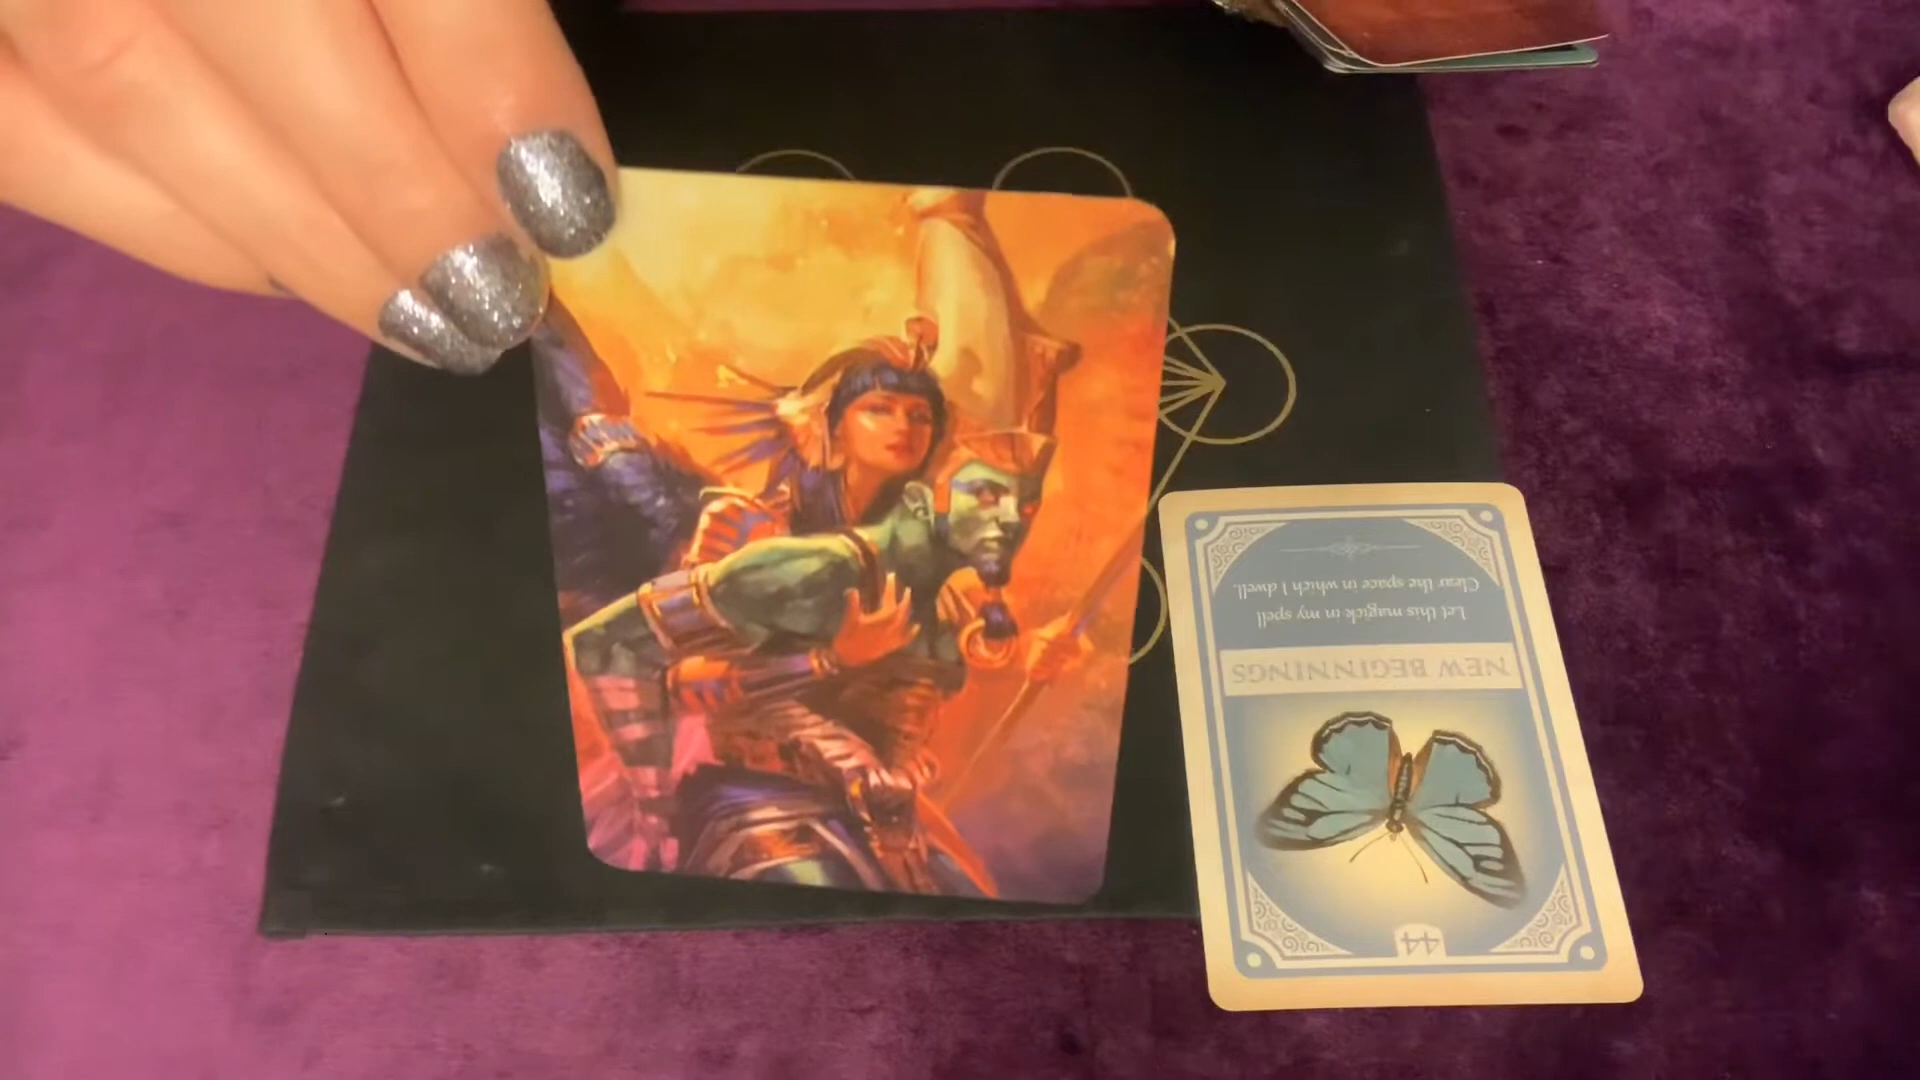 44
NEW BEGINNINGS
Let this magick in my spell
Clear the space in which I dwell.